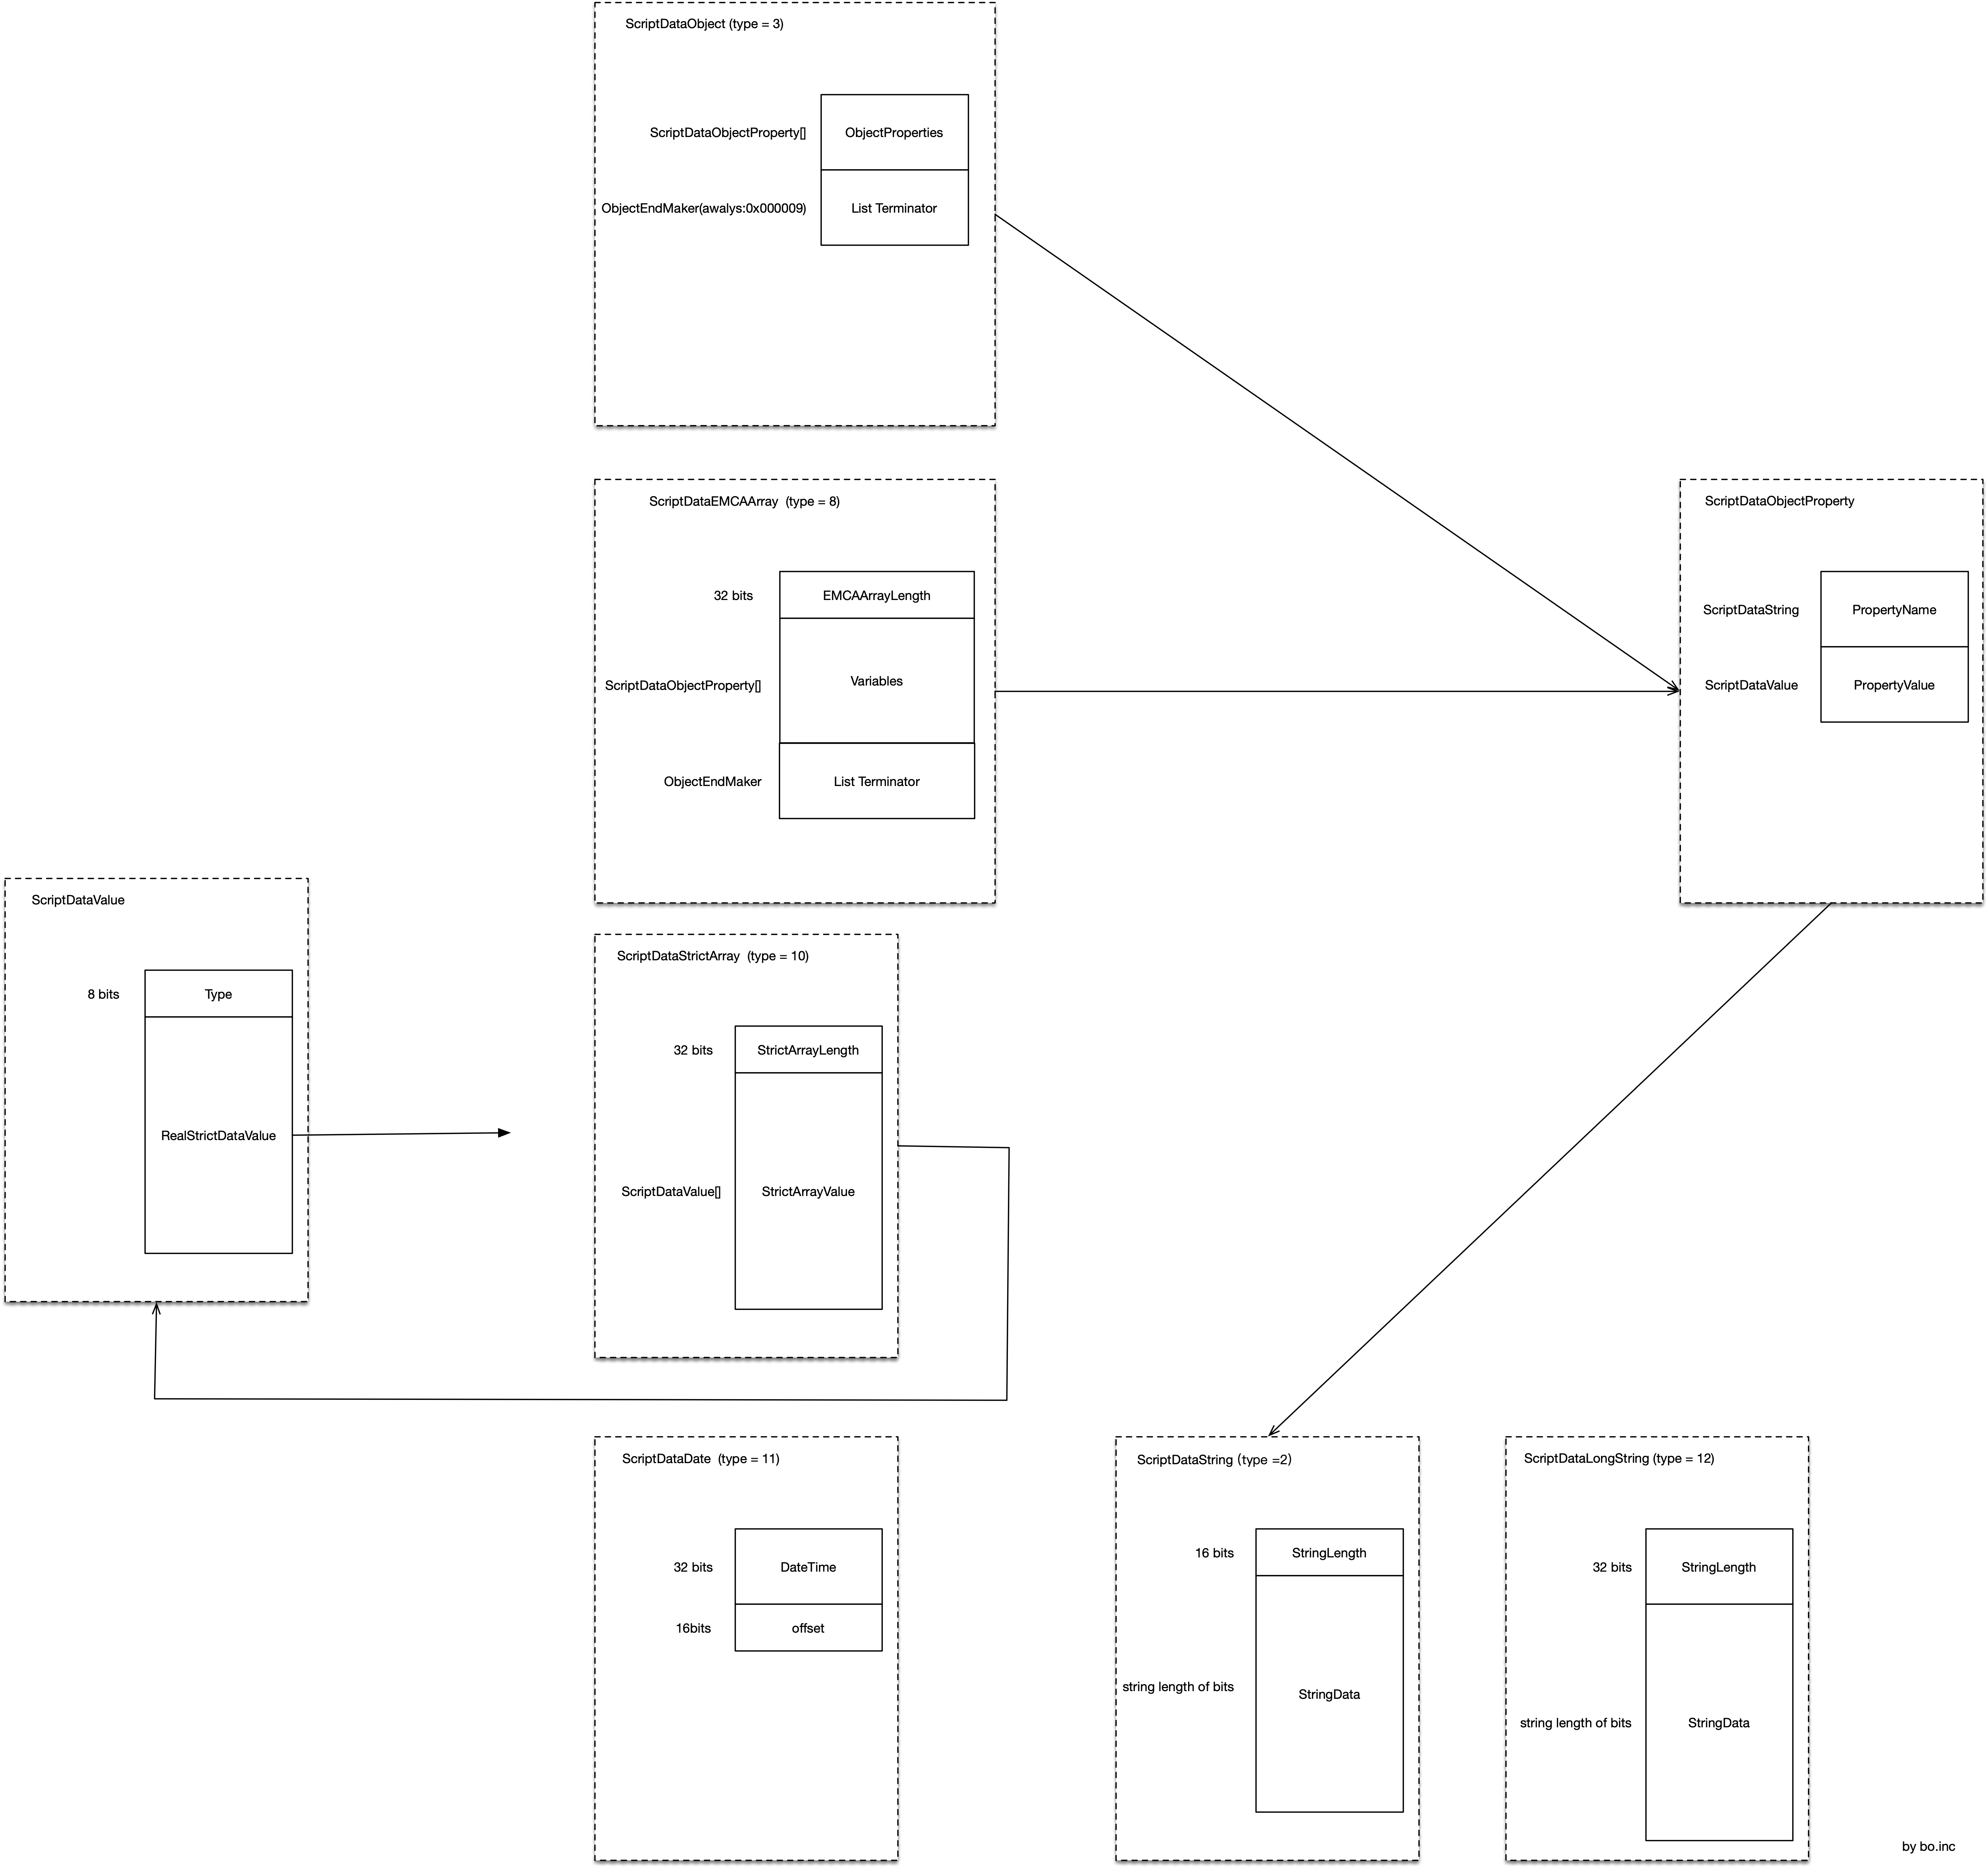 ScriptDataObject (type = 3)
ScriptDataObjectProperty[]
ObjectProperties
ObjectEndMaker(awalys:0x000009)
List Terminator
ScriptDataEMCAArray  (type = 8)
32 bits
EMCAArrayLength
ScriptDataObjectProperty[]
Variables
ObjectEndMaker
List Terminator
ScriptDataObjectProperty
ScriptDataString
PropertyName
ScriptDataValue
PropertyValue
ScriptDataValue
8 bits
Type
RealStrictDataValue
ScriptDataStrictArray  (type = 10)
32 bits
StrictArrayLength
ScriptDataValue[]
StrictArrayValue
ScriptDataDate  (type = 11)
32 bits
DateTime
16bits
offset
ScriptDataString（type =2)
16 bits
StringLength
string length of bits
StringData
ScriptDataLongString (type = 12)
32 bits
StringLength
string length of bits
StringData
by bo.inc